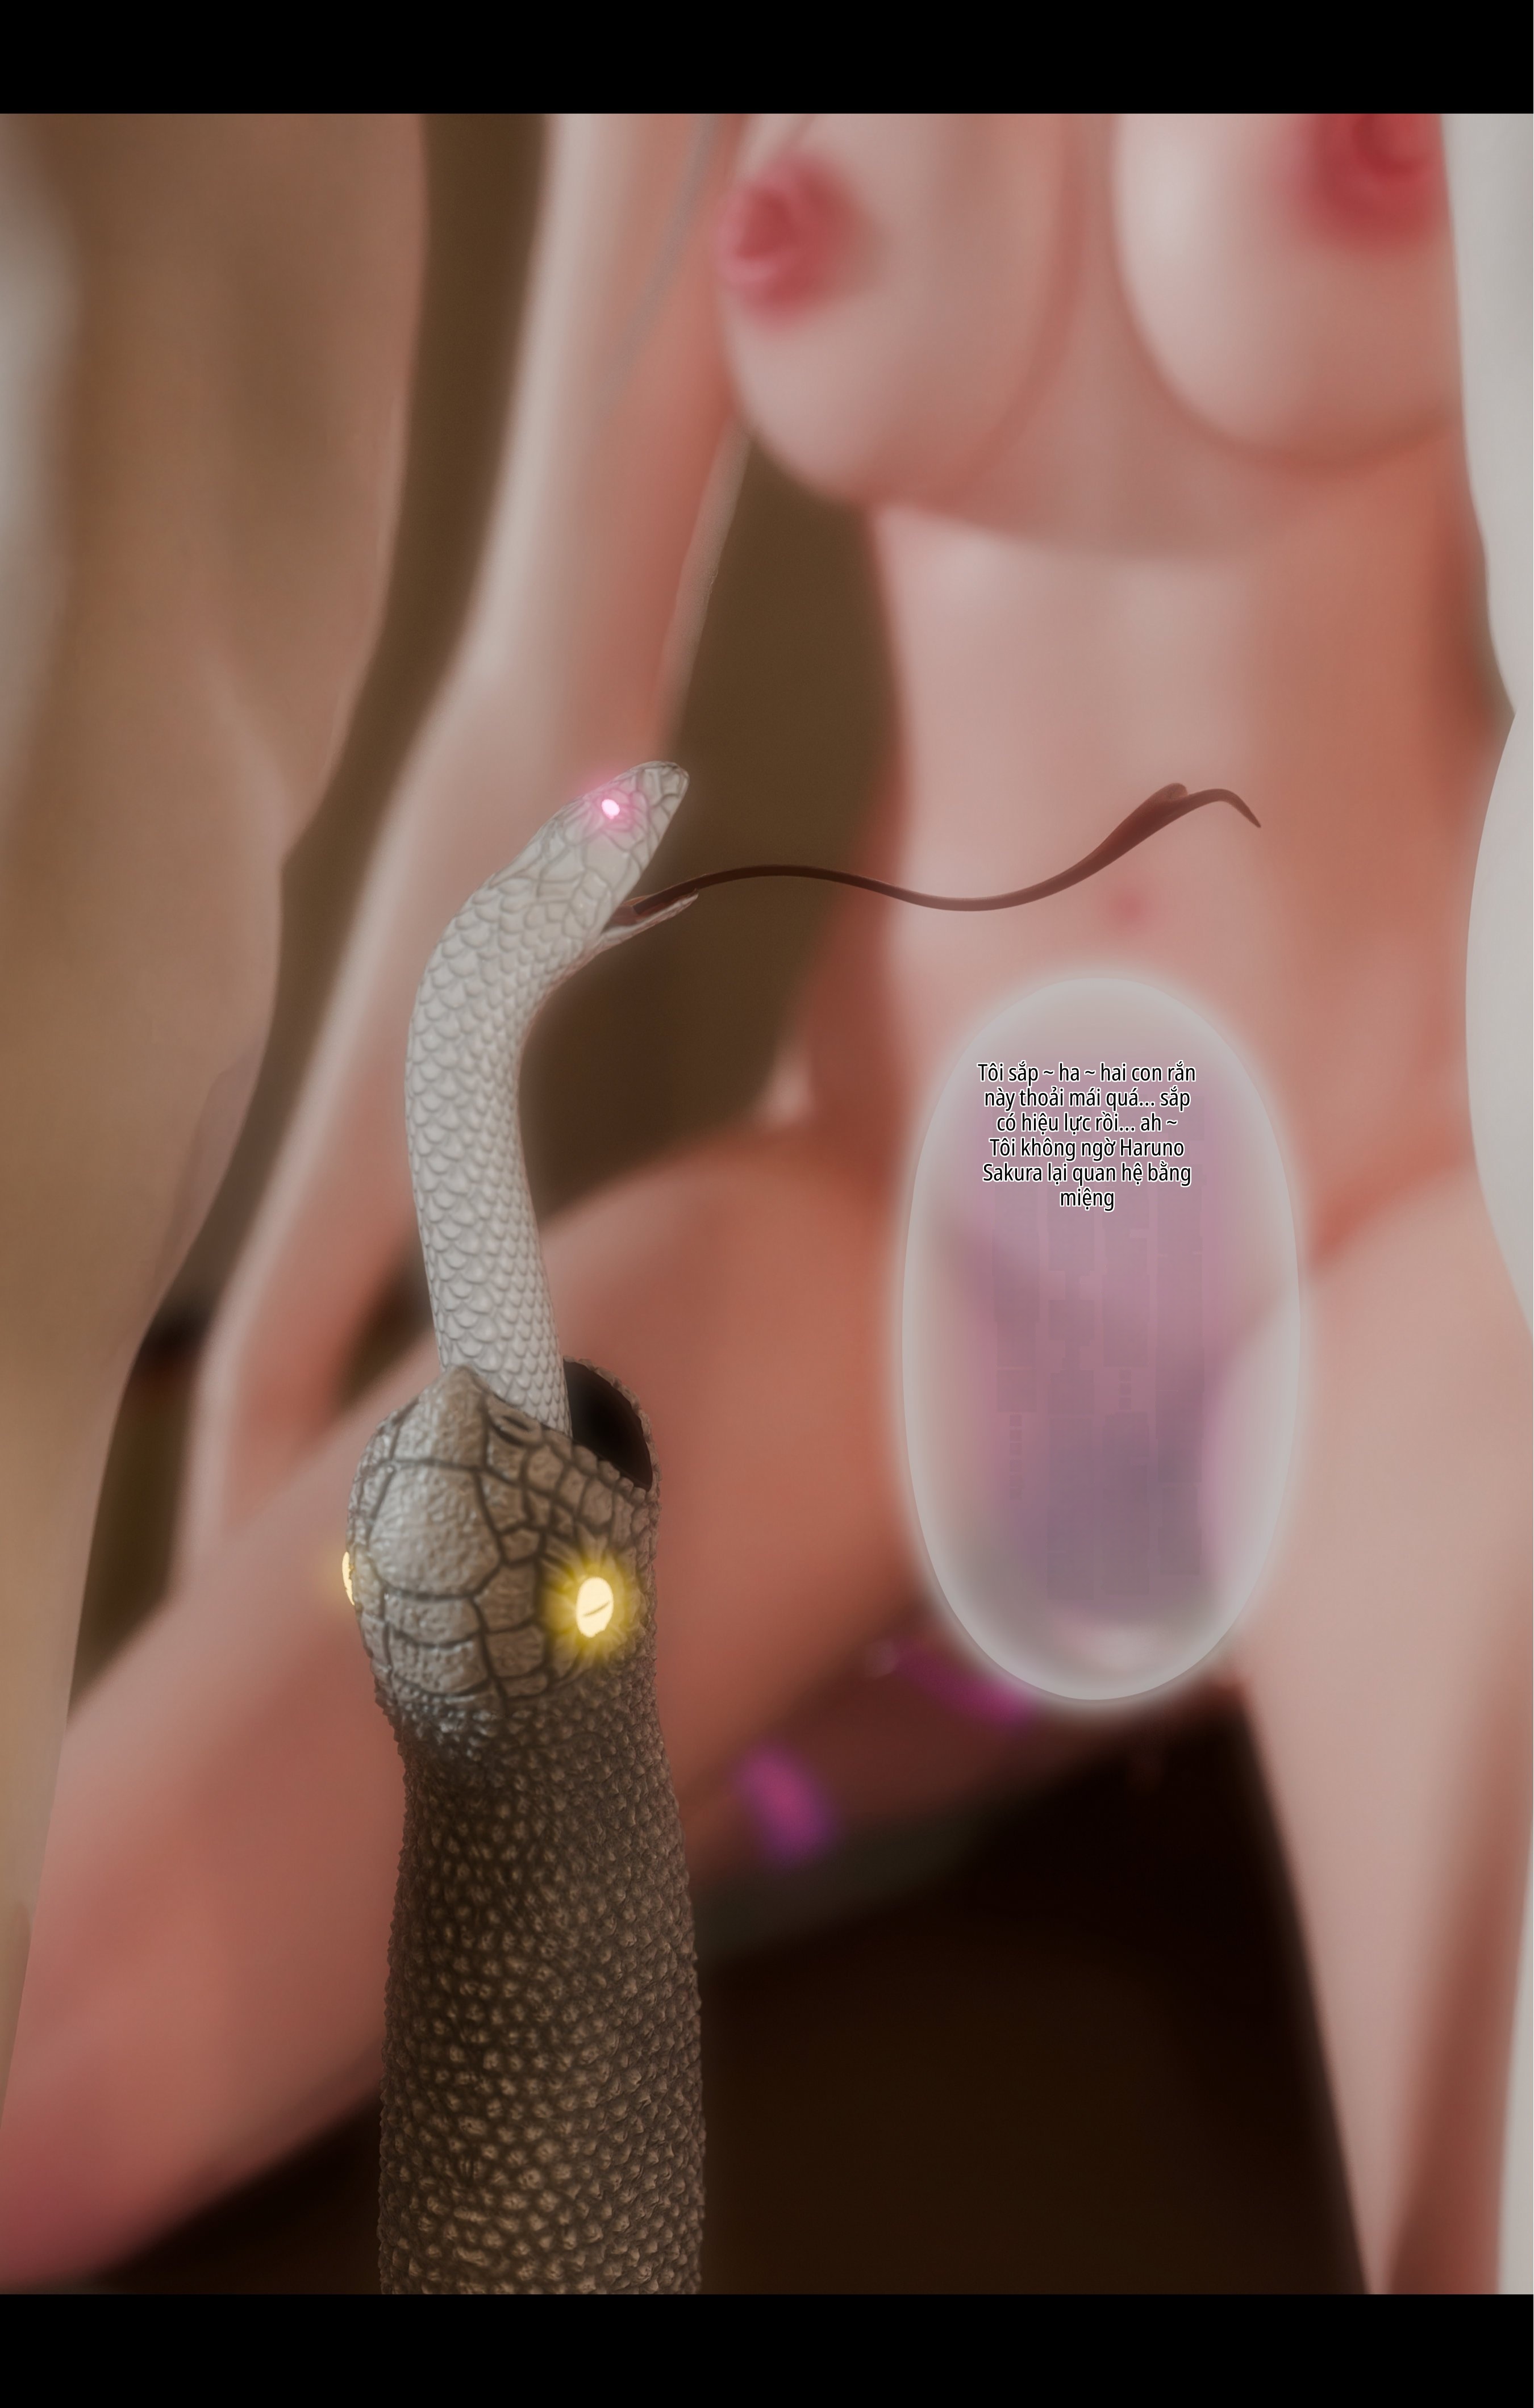 Tôi sắp ~ ha ~ hai con rắn
này thoải mái quá... sắp
có hiệu lực rồi... ah ~
Tôi không ngờ Haruno
Sakura lại quan hệ bằng
miệng